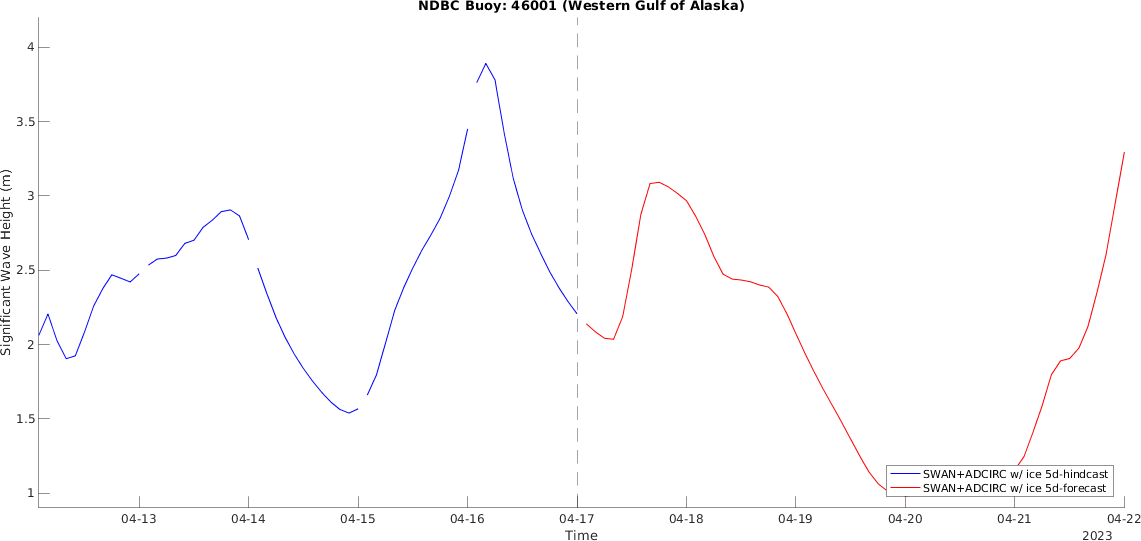 NDBC Buoy: 46001 (Western Gulf of Alaska)
Significant Wave Height (m)
4
3.5
3
2.5
2
1.5
1
SWAN+ADCIRC w/ ice 5d-hindcast
SWAN+ADCIRC w/ ice 5d-forecast
04-13 04-14 04-15 04-16 04-17 04-18 04-19 04-20 04-21 04-22
Time
2023